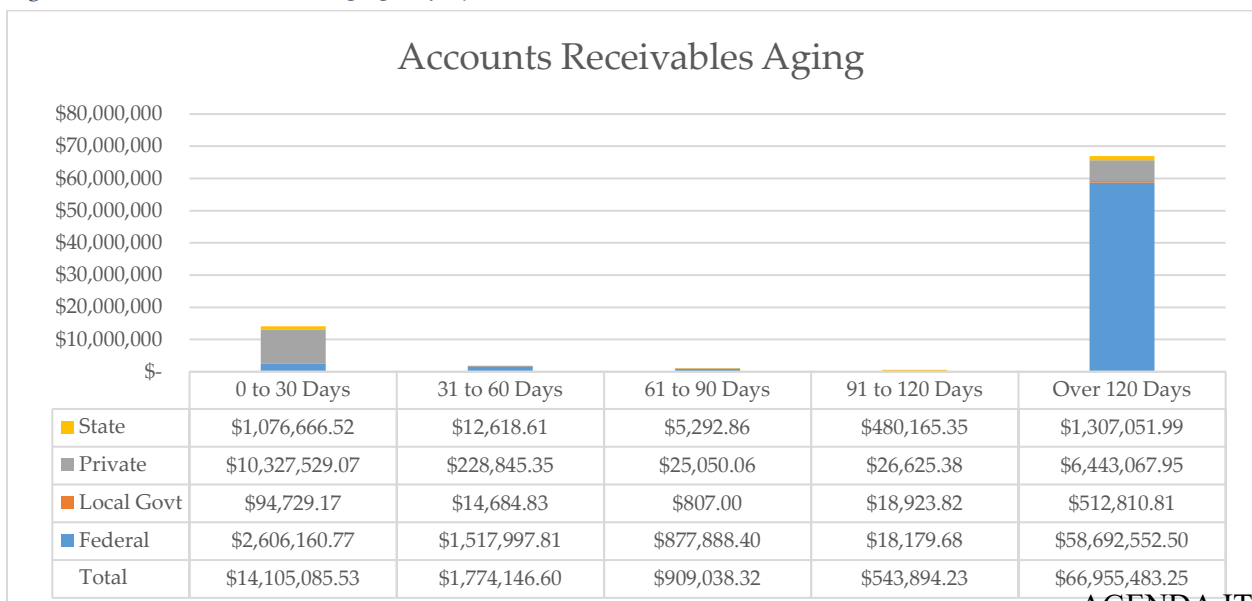 Accounts Receivables Aging
$80,000,000
$70,000,000
$60,000,000
$50,000,000
$40,000,000
$30,000,000
$20,000,000
$10,000,000
$-
0 to 30 Days 31 to 60 Days 61 to 90 Days 91 to 120 Days Over 120 Days
State $1,076,666.52 $12,618.61 $5,292.86 $480,165.35 $1,307,051.99
Private $10,327,529.07 $228,845.35 $25,050.06 $26,625.38 $6,443,067.95
Local Govt $94,729.17 $14,684.83 $807.00 $18,923.82 $512,810.81
Federal $2,606,160.77 $1,517,997.81 $877,888.40 $18,179.68 $58,692,552.50
Total $14,105,085.53 $1,774,146.60 $909,038.32 $543,894.23 $66,955,483.25